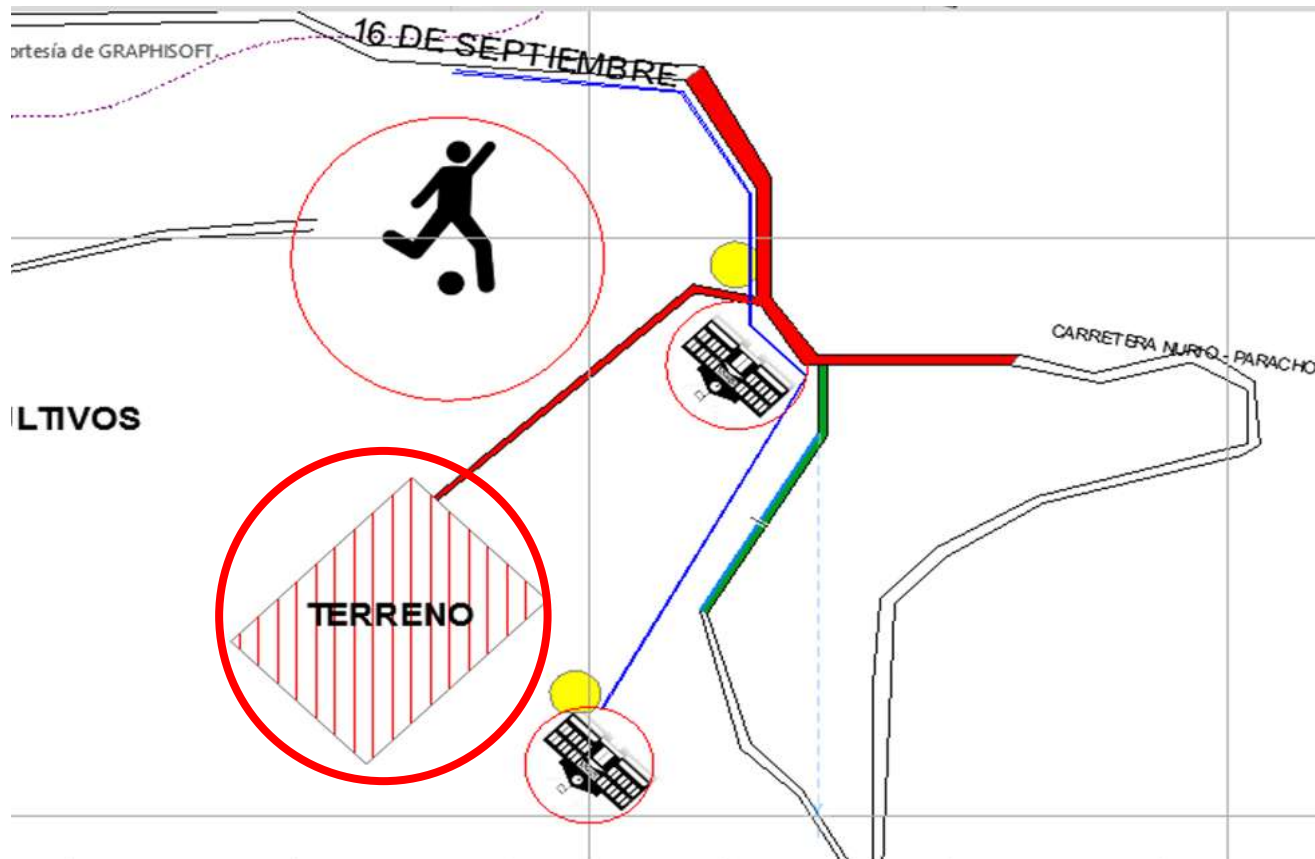 16 DE SEPTIEMBRE
ortesía de GRAPHISOFT.
CARRETERA NURIO - PARACHO
LTIVOS
TERRENO